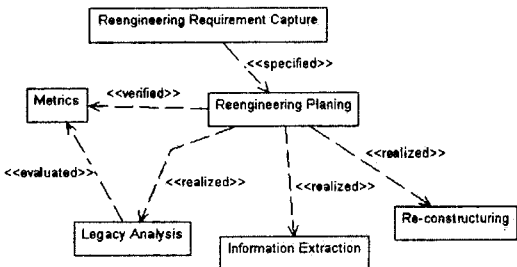 Reengineering Requirement Capture
<<specified>>
Metrics
<<verified>>
Reengineering Planing
<<realized>>
<<evaluated>>
<<realized>>
<<realized>>
Re-constructuring
Legacy Analysis
Information Extraction